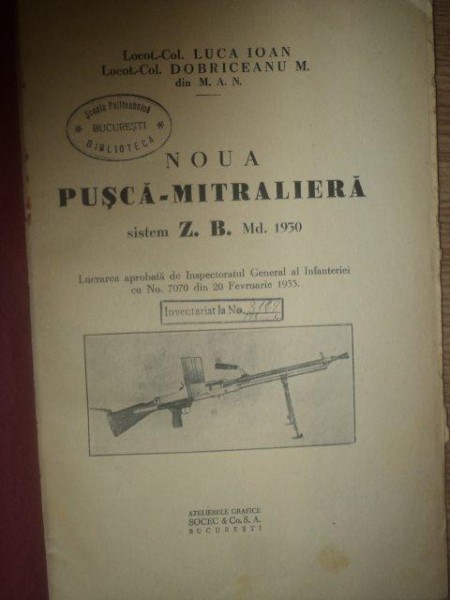 Locot.-Col. LUCA IOAN
Locot.-Col. DOBRICEANU M.
din M. A. N.
Școala Politechnică
* BUCUREȘTI *
BIBLIOTECA
NOUA
PUȘCĂ-MITRALIERĂ
sistem Z. B. Md. 1930
Lucrarea aprobată de Inspectoratul General al Infanteriei
cu No. 7070 din 20 Fevruarie 1933.
Inventariat la No.
ATELIERELE GRAFICE
SOCEC & Co. S. A.
BUCUREȘTI